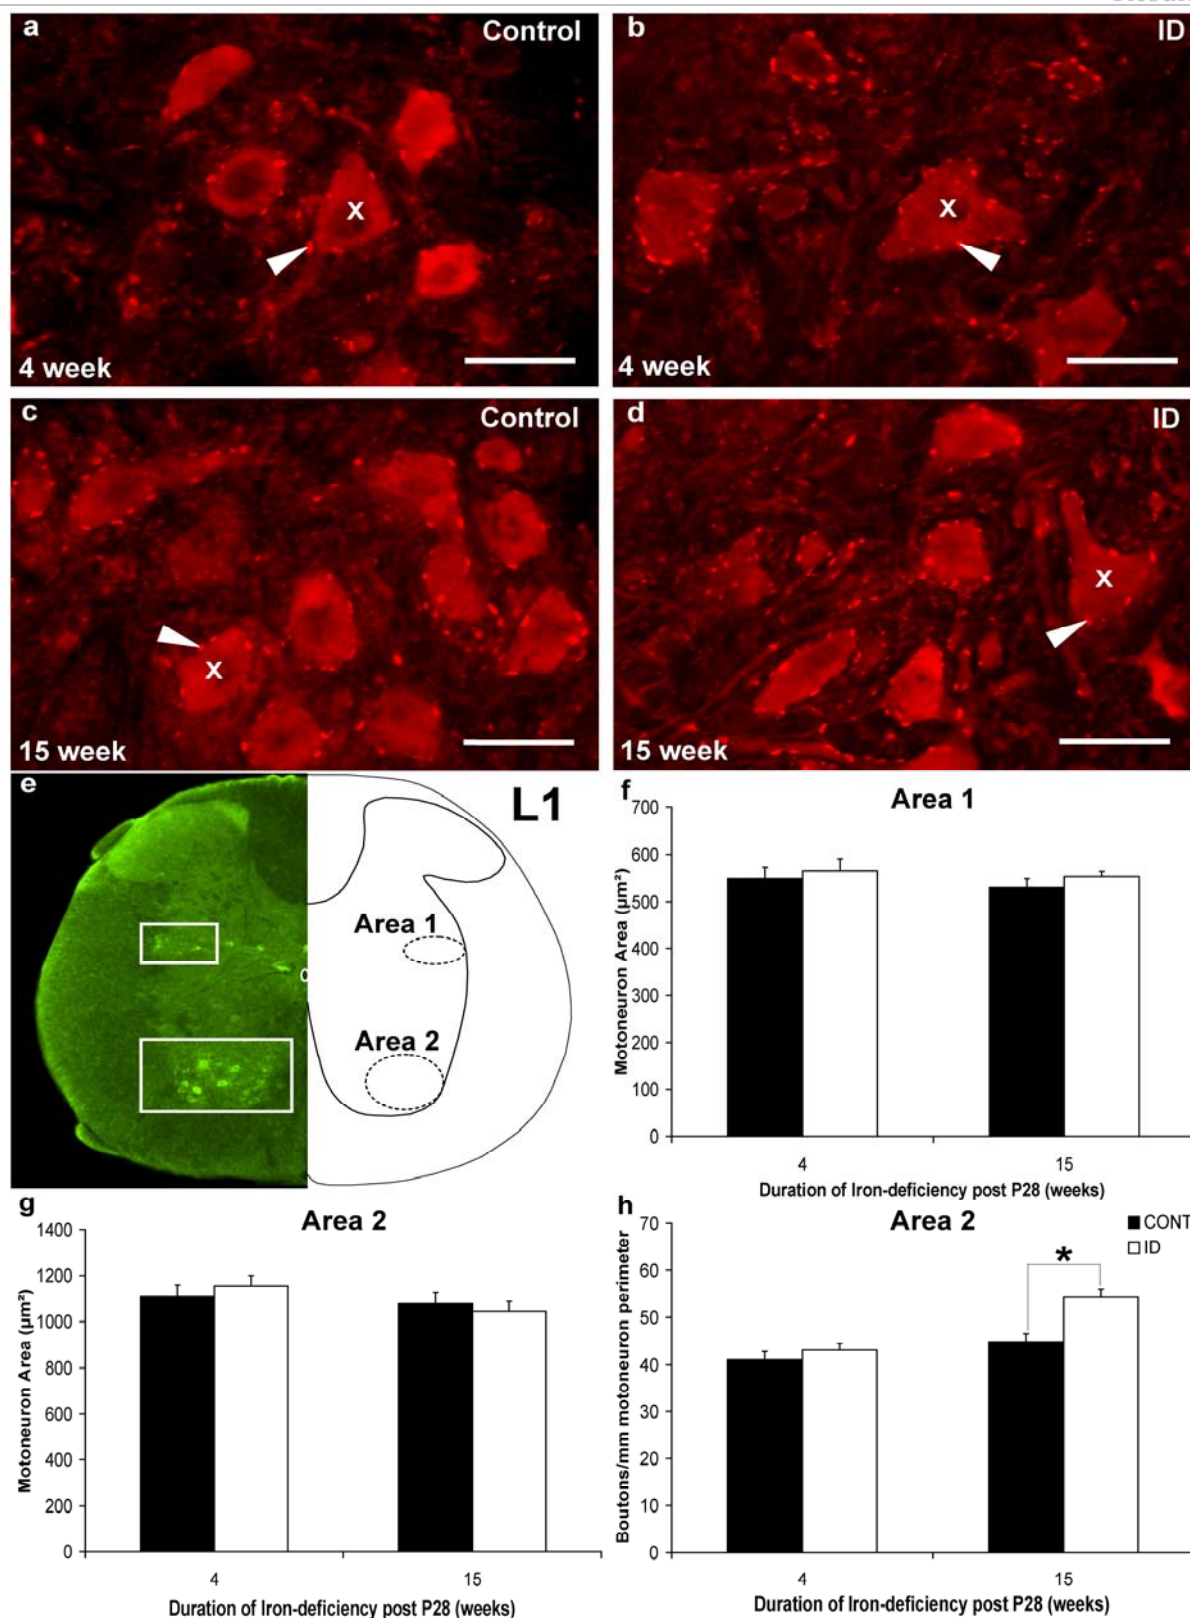 a
Control
x
4 week
b
ID
x
4 week
c
Control
x
15 week
d
ID
x
15 week
e
L1
Area 1
Area 2
f
Area 1
Motoneuron Area (μm²)
700
600
500
400
300
200
100
0
4
15
Duration of Iron-deficiency post P28 (weeks)
g
Area 2
Motoneuron Area (μm²)
1400
1200
1000
800
600
400
200
0
4
15
Duration of Iron-deficiency post P28 (weeks)
h
Area 2
CONT
ID
*
Boutons/mm motoneuron perimeter
70
60
50
40
30
20
10
0
4
15
Duration of Iron-deficiency post P28 (weeks)